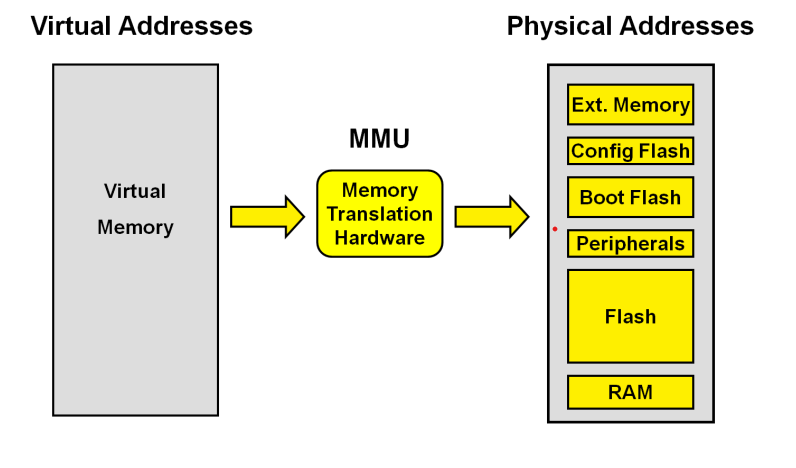 Virtual Addresses
Physical Addresses
Virtual
Memory
MMU
Memory
Translation
Hardware
Ext. Memory
Config Flash
Boot Flash
Peripherals
Flash
RAM